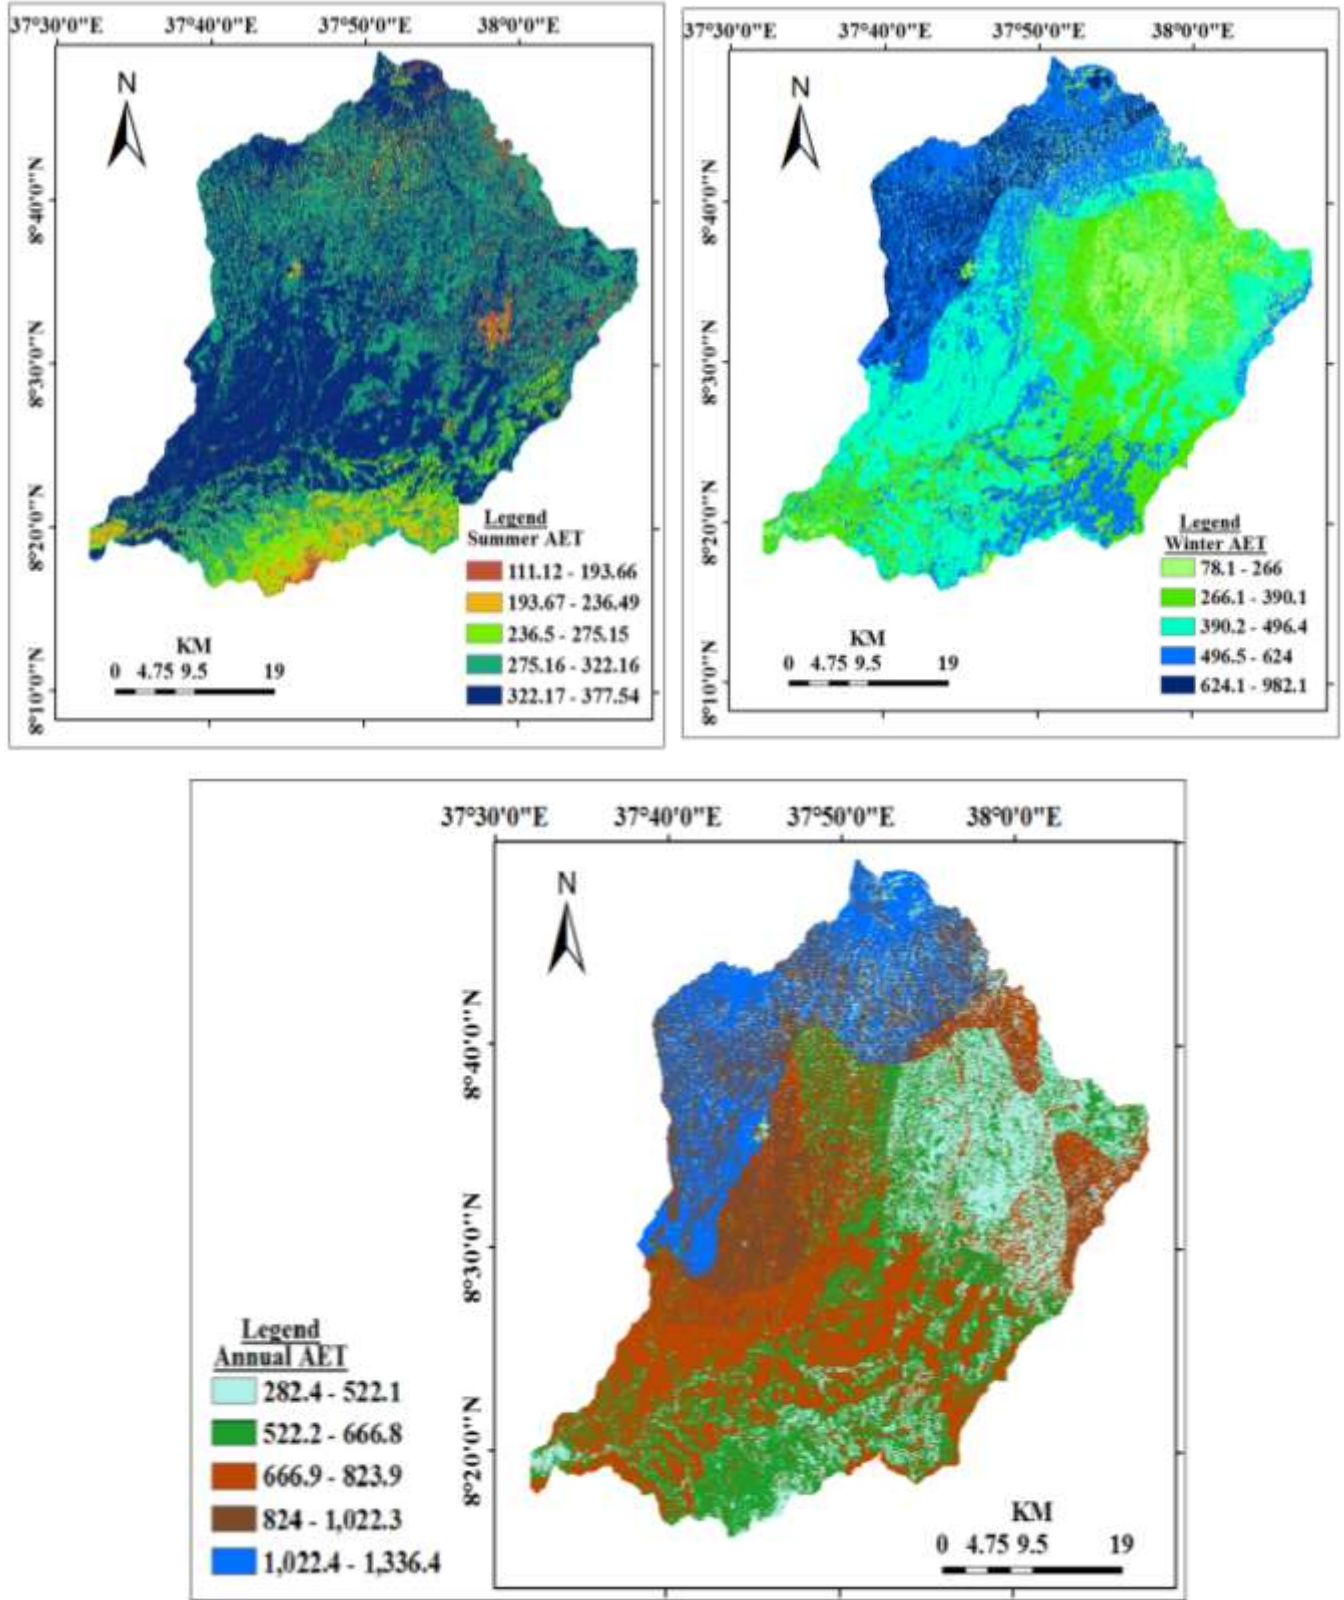 37°30'0"E 37°40'0"E 37°50'0"E 38°0'0"E
N
8°40'0"N
8°30'0"N
8°20'0"N
8°10'0"N
Legend
Summer AET
111.12 - 193.66
193.67 - 236.49
236.5 - 275.15
275.16 - 322.16
322.17 - 377.54
KM
0 4.75 9.5 19
37°30'0"E 37°40'0"E 37°50'0"E 38°0'0"E
N
8°40'0"N
8°30'0"N
8°20'0"N
8°10'0"N
Legend
Winter AET
78.1 - 266
266.1 - 390.1
390.2 - 496.4
496.5 - 624
624.1 - 982.1
KM
0 4.75 9.5 19
37°30'0"E 37°40'0"E 37°50'0"E 38°0'0"E
N
8°40'0"N
8°30'0"N
8°20'0"N
Legend
Annual AET
282.4 - 522.1
522.2 - 666.8
666.9 - 823.9
824 - 1,022.3
1,022.4 - 1,336.4
KM
0 4.75 9.5 19